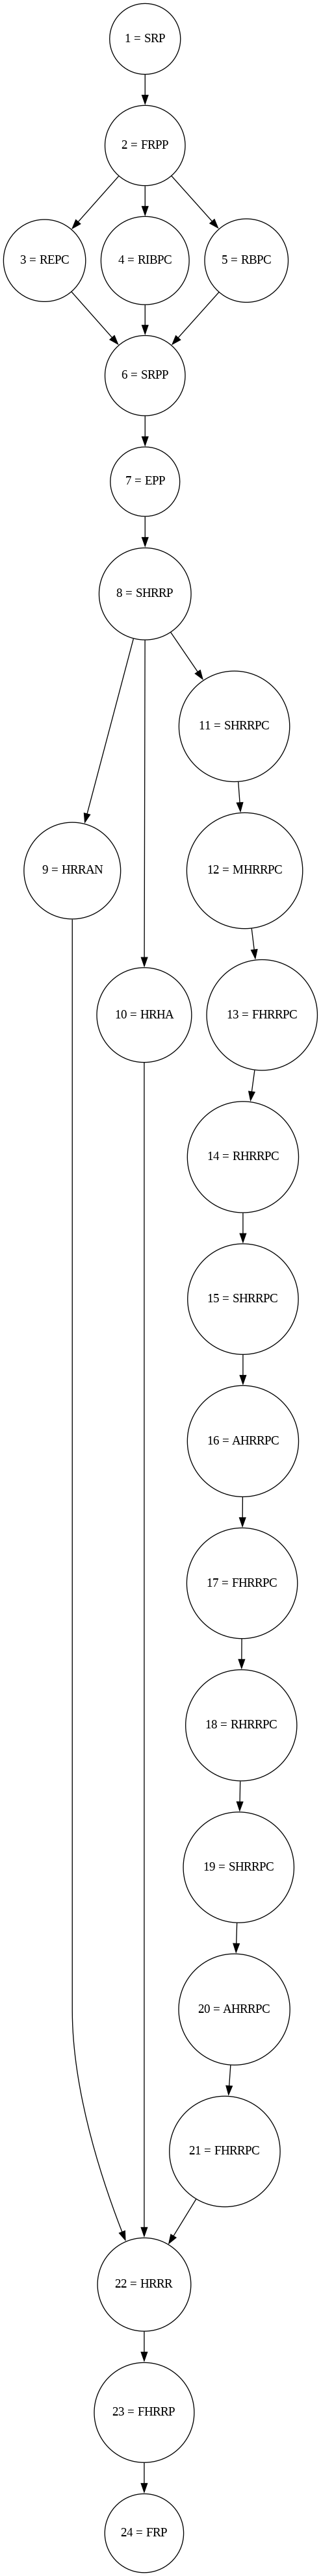 1 = SRP
2 = FRPP
3 = REPC
4 = RIBPC
5 = RBPC
6 = SRPP
7 = EPP
8 = SHRRP
11 = SHRRPC
9 = HRRAN
12 = MHRRPC
10 = HRHA
13 = FHRRPC
14 = RHRRPC
15 = SHRRPC
16 = AHRRPC
17 = FHRRPC
18 = RHRRPC
19 = SHRRPC
20 = AHRRPC
21 = FHRRPC
22 = HRRR
23 = FHRRP
24 = FRP